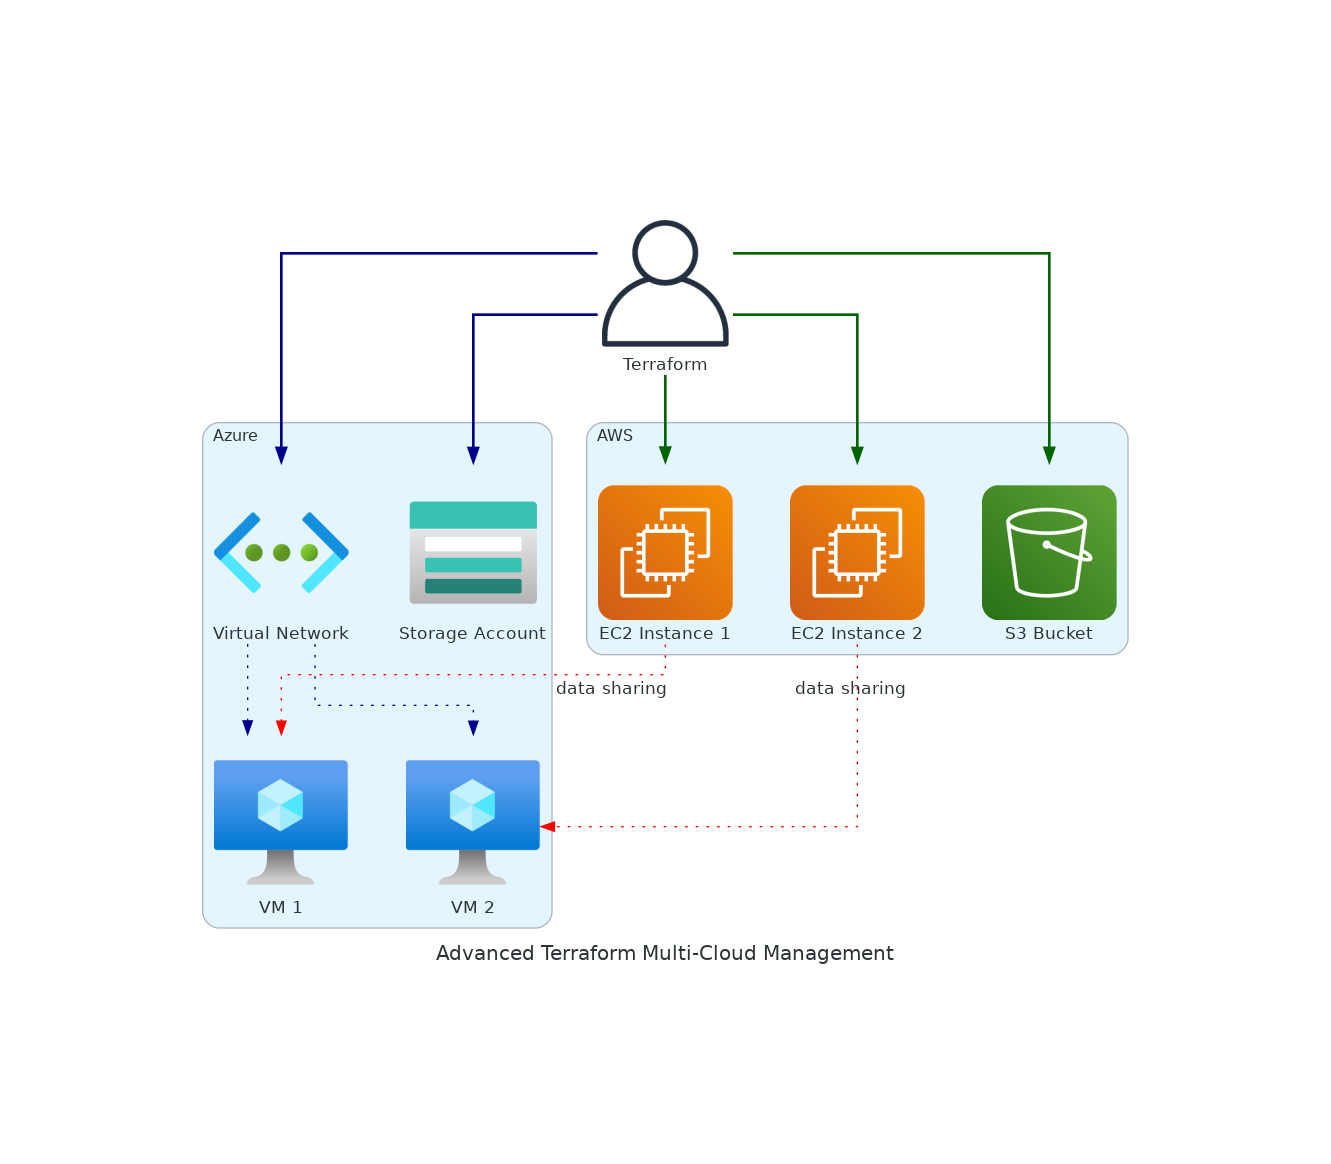 Terraform
Azure
AWS
Virtual Network
Storage Account
EC2 Instance 1
EC2 Instance 2
S3 Bucket
data sharing
data sharing
VM 1
VM 2
Advanced Terraform Multi-Cloud Management